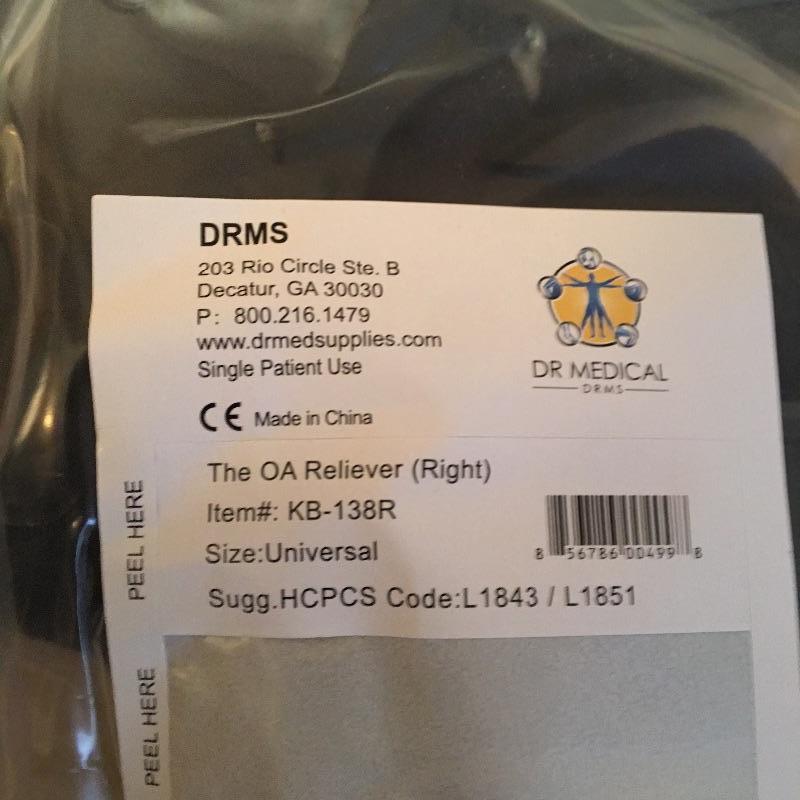 DRMS
203 Rio Circle Ste. B
Decatur, GA 30030
P: 800.216.1479
www.drmedsupplies.com
Single Patient Use
CE Made in China
DR MEDICAL
DRMS
The OA Reliever (Right)
Item#: KB-138R
Size:Universal
Sugg.HCPCS Code:L1843 / L1851
8 56786 00499 8
PEEL HERE
PEEL HERE